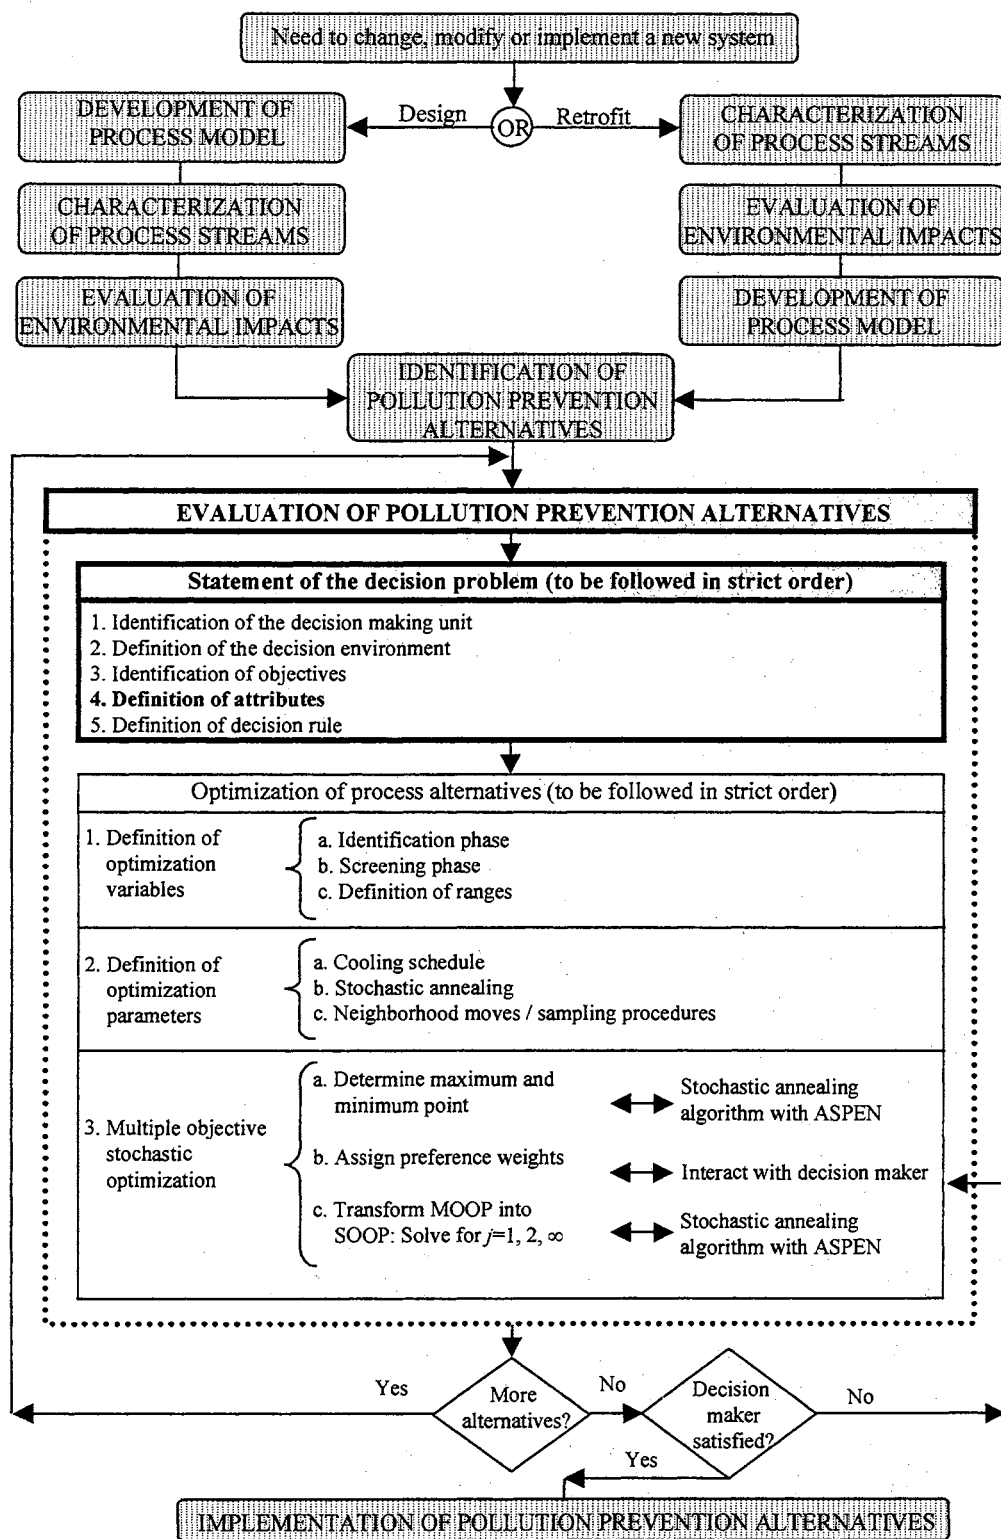 Need to change, modify or implement a new system
Design
OR
Retrofit
DEVELOPMENT OF
PROCESS MODEL
CHARACTERIZATION
OF PROCESS STREAMS
EVALUATION OF
ENVIRONMENTAL IMPACTS
CHARACTERIZATION
OF PROCESS STREAMS
EVALUATION OF
ENVIRONMENTAL IMPACTS
DEVELOPMENT OF
PROCESS MODEL
IDENTIFICATION OF
POLLUTION PREVENTION
ALTERNATIVES
EVALUATION OF POLLUTION PREVENTION ALTERNATIVES
Statement of the decision problem (to be followed in strict order)
1. Identification of the decision making unit
2. Definition of the decision environment
3. Identification of objectives
4. Definition of attributes
5. Definition of decision rule
Optimization of process alternatives (to be followed in strict order)
1. Definition of
optimization
variables
a. Identification phase
b. Screening phase
c. Definition of ranges
2. Definition of
optimization
parameters
a. Cooling schedule
b. Stochastic annealing
c. Neighborhood moves / sampling procedures
3. Multiple objective
stochastic
optimization
a. Determine maximum and
minimum point
Stochastic annealing
algorithm with ASPEN
b. Assign preference weights
Interact with decision maker
c. Transform MOOP into
SOOP: Solve for j=1, 2, ∞
Stochastic annealing
algorithm with ASPEN
Yes
More
alternatives?
No
Decision
maker
satisfied?
No
Yes
IMPLEMENTATION OF POLLUTION PREVENTION ALTERNATIVES